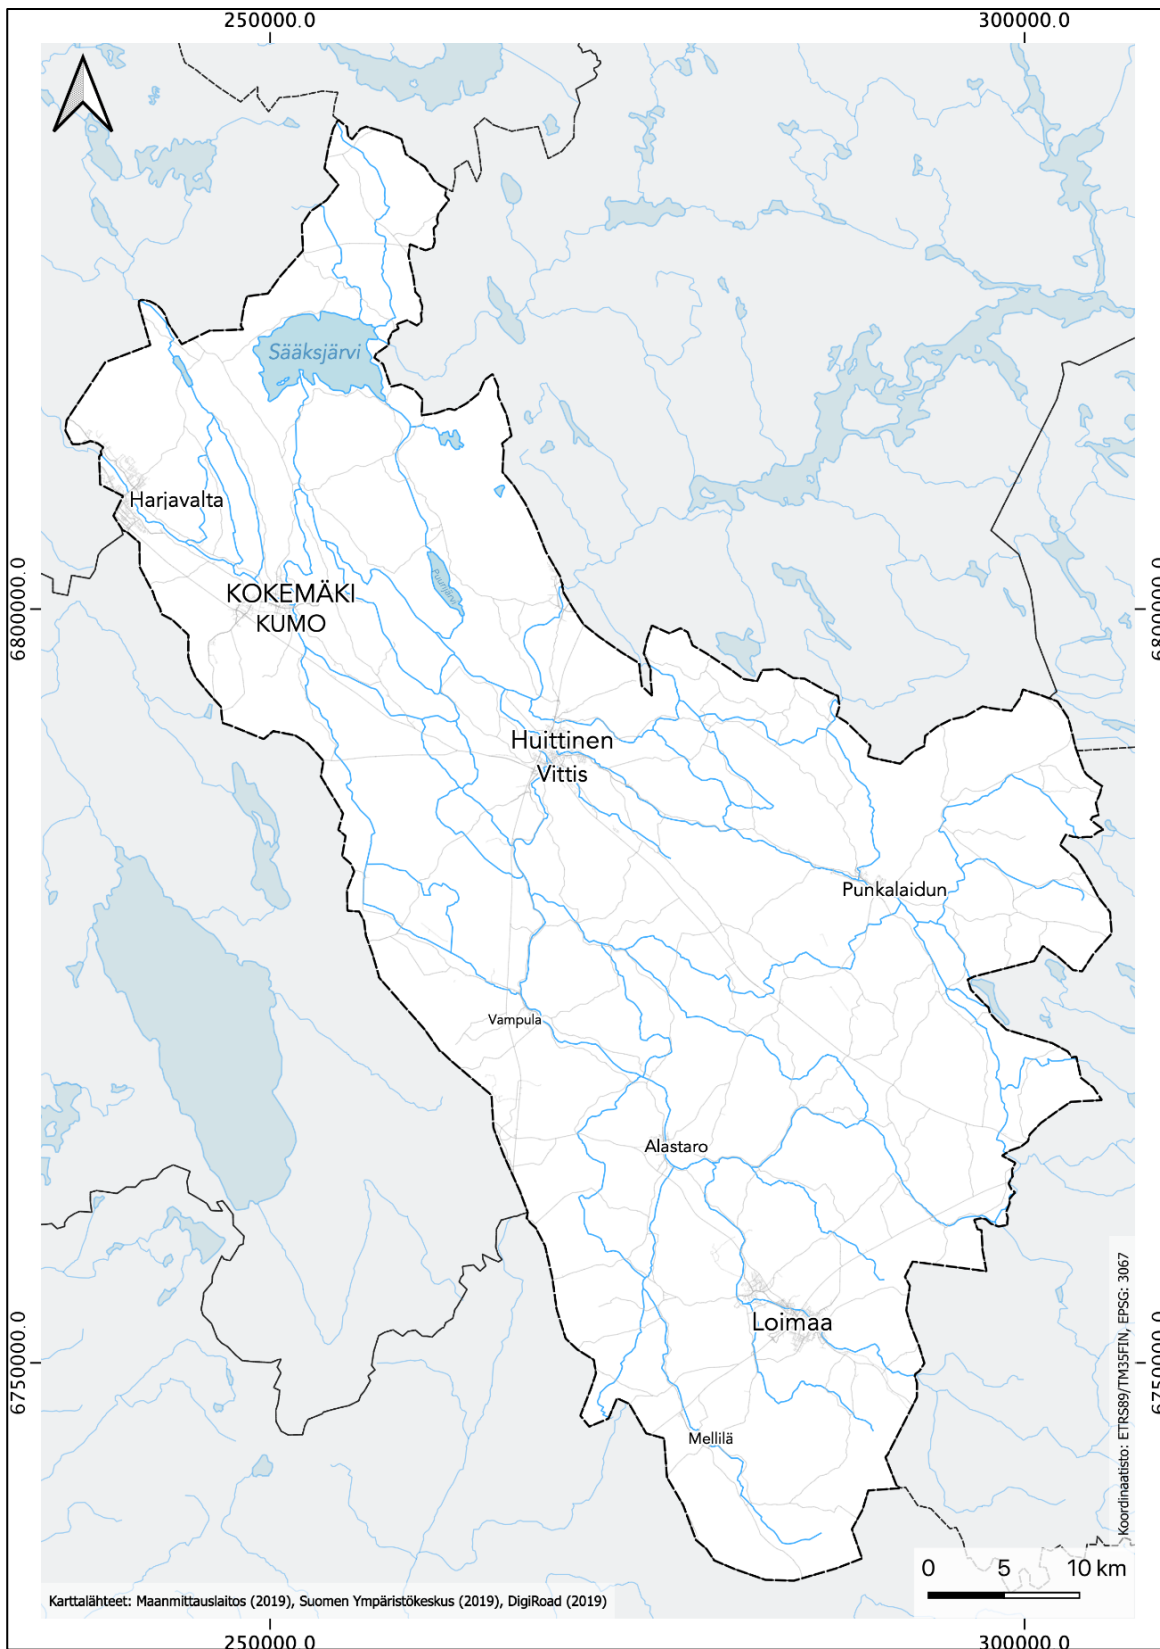 250000.0
300000.0
Sääksjärvi
Harjavalta
Puurijärvi
6800000.0
6800000.0
KOKEMÄKI
KUMO
Huittinen
Vittis
Punkalaidun
Vampula
Alastaro
Loimaa
6750000.0
6750000.0
Mellilä
Koordinaatisto: ETRS89/TM35FIN, EPSG: 3067
0 5 10 km
Karttalähteet: Maanmittauslaitos (2019), Suomen Ympäristökeskus (2019), DigiRoad (2019)
250000.0
300000.0